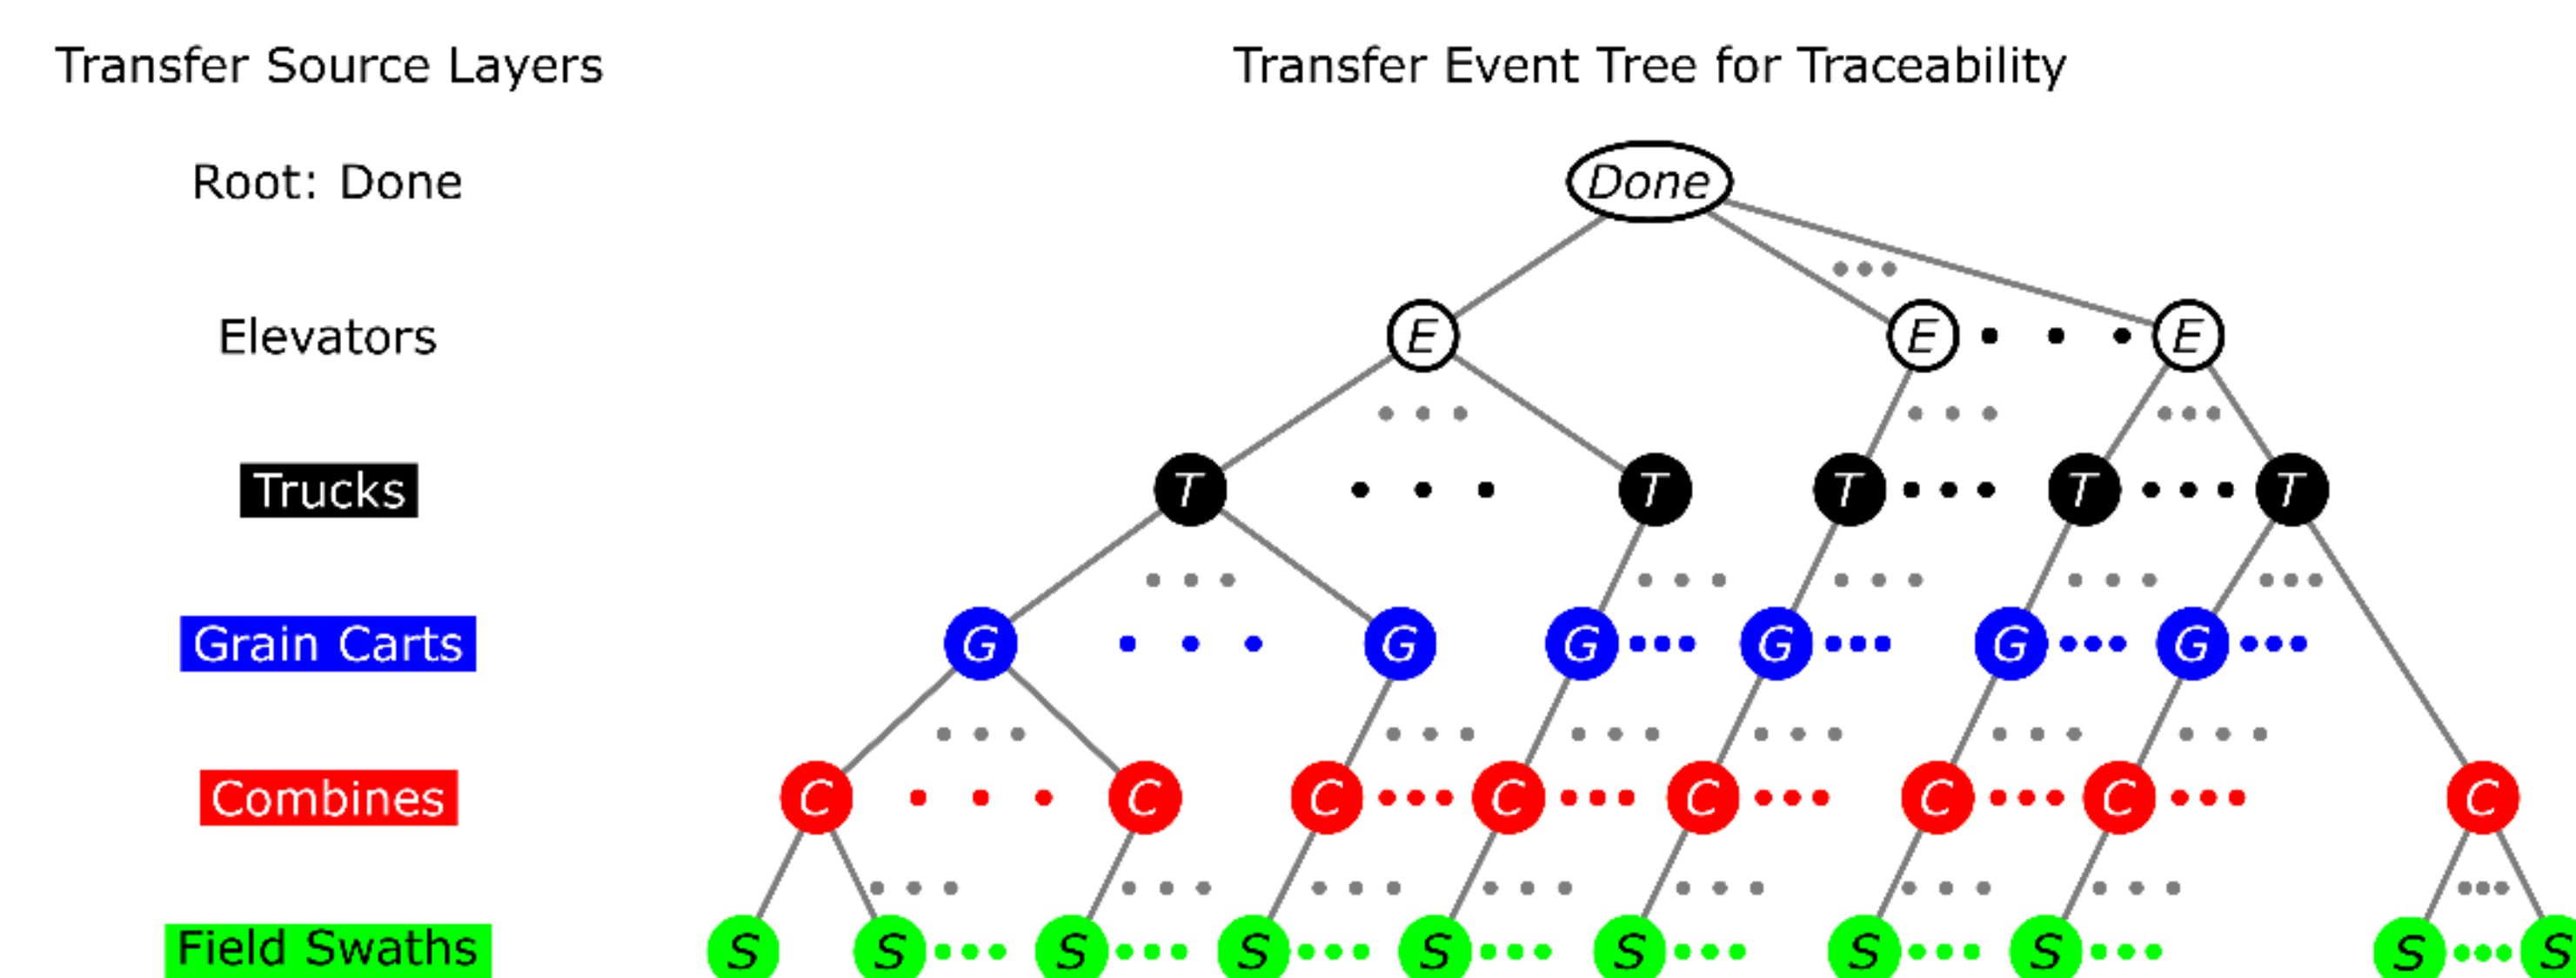 Transfer Source Layers Transfer Event Tree for Traceability
Root: Done Done
Elevators E E E
Trucks T T T T T
Grain Carts G G G G G G
Combines C C C C C C C C
Field Swaths S S S S S S S S S S